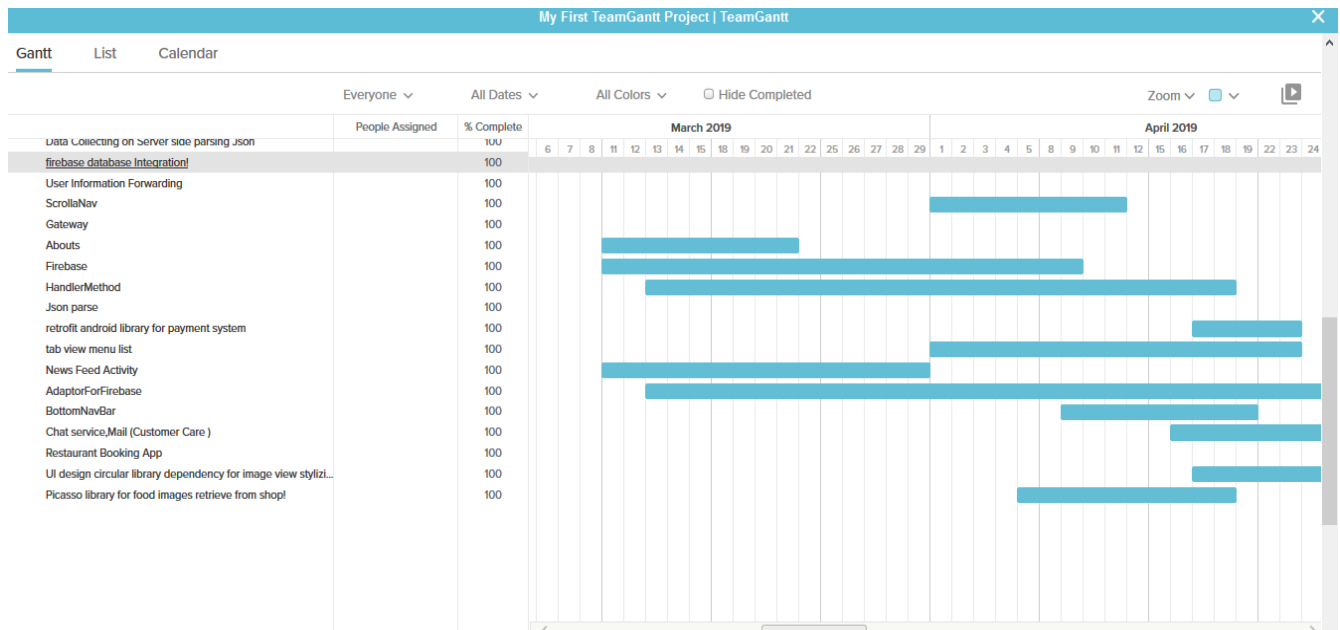 My First TeamGantt Project | TeamGantt
Gantt List Calendar
Everyone All Dates All Colors Hide Completed Zoom
People Assigned % Complete March 2019 April 2019
Data Collecting on Server side parsing Json 100
6 7 8 11 12 13 14 15 18 19 20 21 22 25 26 27 28 29 1 2 3 4 5 8 9 10 11 12 15 16 17 18 19 22 23 24
firebase database Integration! 100
User Information Forwarding 100
ScrollaNav 100
Gateway 100
Abouts 100
Firebase 100
HandlerMethod 100
Json parse 100
retrofit android library for payment system 100
tab view menu list 100
News Feed Activity 100
AdaptorForFirebase 100
BottomNavBar 100
Chat service,Mail (Customer Care ) 100
Restaurant Booking App 100
UI design circular library dependency for image view stylizi... 100
Picasso library for food images retrieve from shop! 100